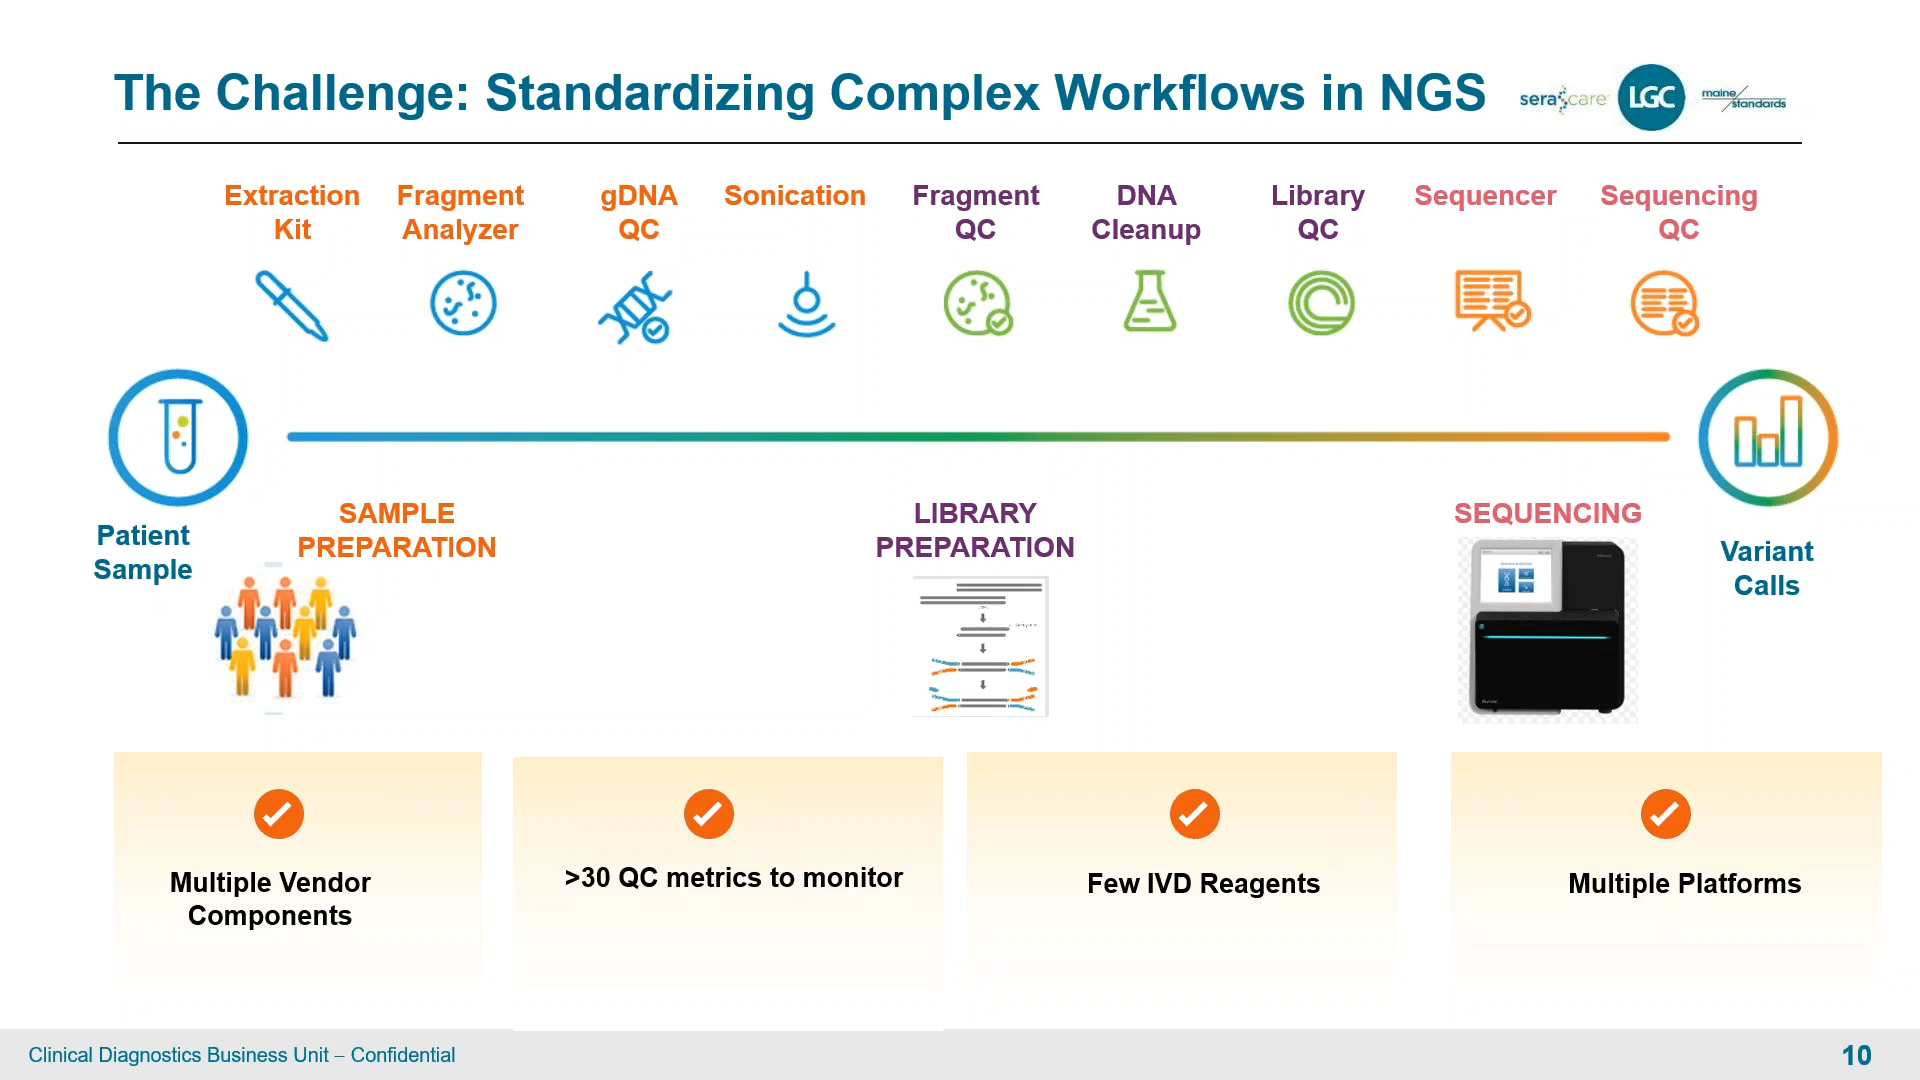 The Challenge: Standardizing Complex Workflows in NGS
seracare
LGC
maine
standards
Extraction
Kit
Fragment
Analyzer
gDNA
QC
Sonication
Fragment
QC
DNA
Cleanup
Library
QC
Sequencer
Sequencing
QC
Patient
Sample
SAMPLE
PREPARATION
LIBRARY
PREPARATION
SEQUENCING
Variant
Calls
Multiple Vendor
Components
>30 QC metrics to monitor
Few IVD Reagents
Multiple Platforms
Clinical Diagnostics Business Unit – Confidential
10